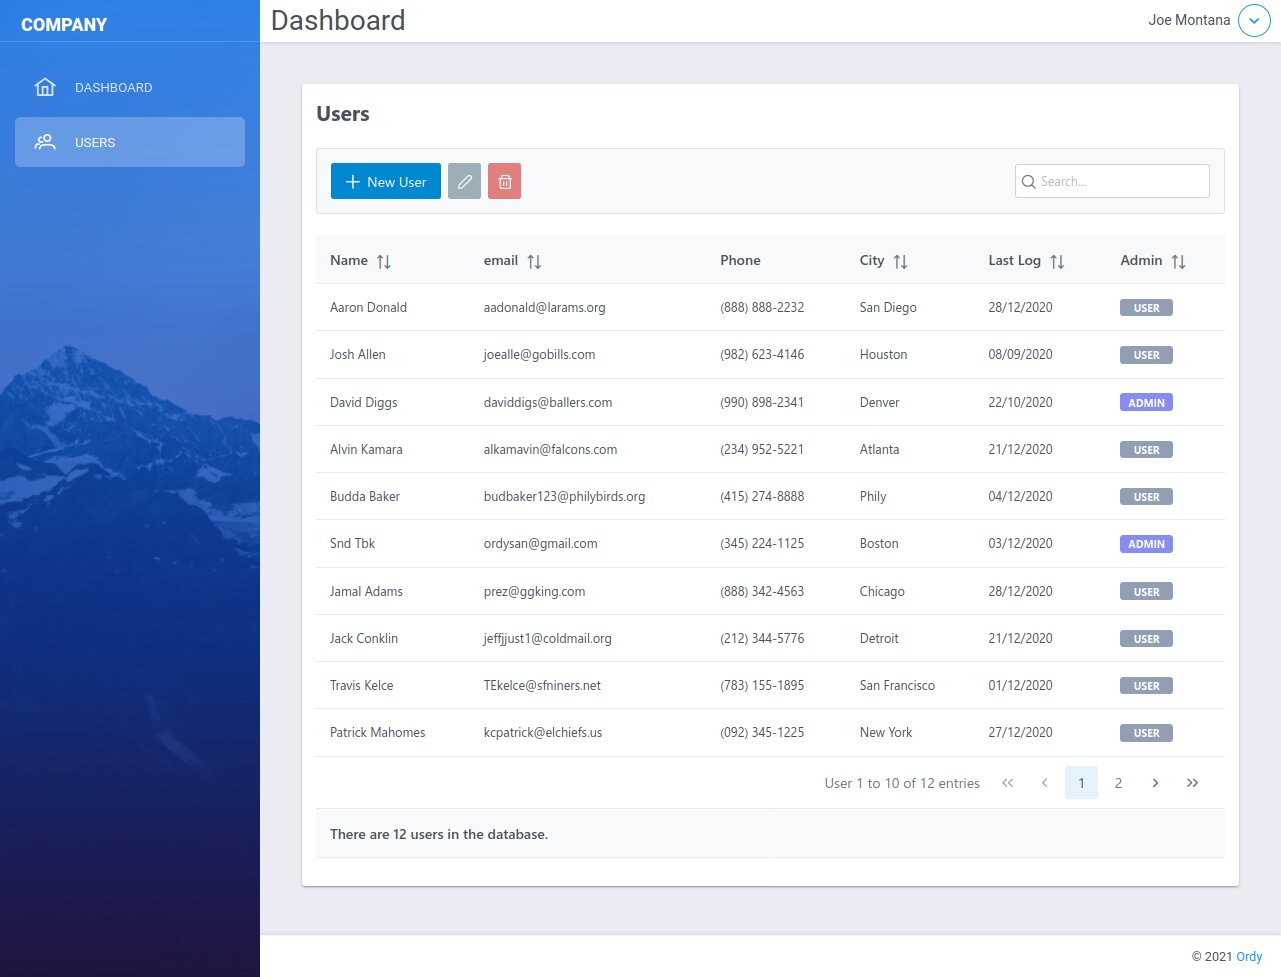 COMPANY
Dashboard
Joe Montana
DASHBOARD
USERS
Users
New User
Search...
Name email Phone City Last Log Admin
Aaron Donald aadonald@larams.org (888) 888-2232 San Diego 28/12/2020 USER
Josh Allen joealle@gobills.com (982) 623-4146 Houston 08/09/2020 USER
David Diggs daviddigs@ballers.com (990) 898-2341 Denver 22/10/2020 ADMIN
Alvin Kamara alkamavin@falcons.com (234) 952-5221 Atlanta 21/12/2020 USER
Budda Baker budbaker123@philybirds.org (415) 274-8888 Phily 04/12/2020 USER
Snd Tbk ordysan@gmail.com (345) 224-1125 Boston 03/12/2020 ADMIN
Jamal Adams prez@ggking.com (888) 342-4563 Chicago 28/12/2020 USER
Jack Conklin jeffjjust1@coldmail.org (212) 344-5776 Detroit 21/12/2020 USER
Travis Kelce TEkelce@sfniners.net (783) 155-1895 San Francisco 01/12/2020 USER
Patrick Mahomes kcpatrick@elchiefs.us (092) 345-1225 New York 27/12/2020 USER
User 1 to 10 of 12 entries 1 2
There are 12 users in the database.
© 2021 Ordy